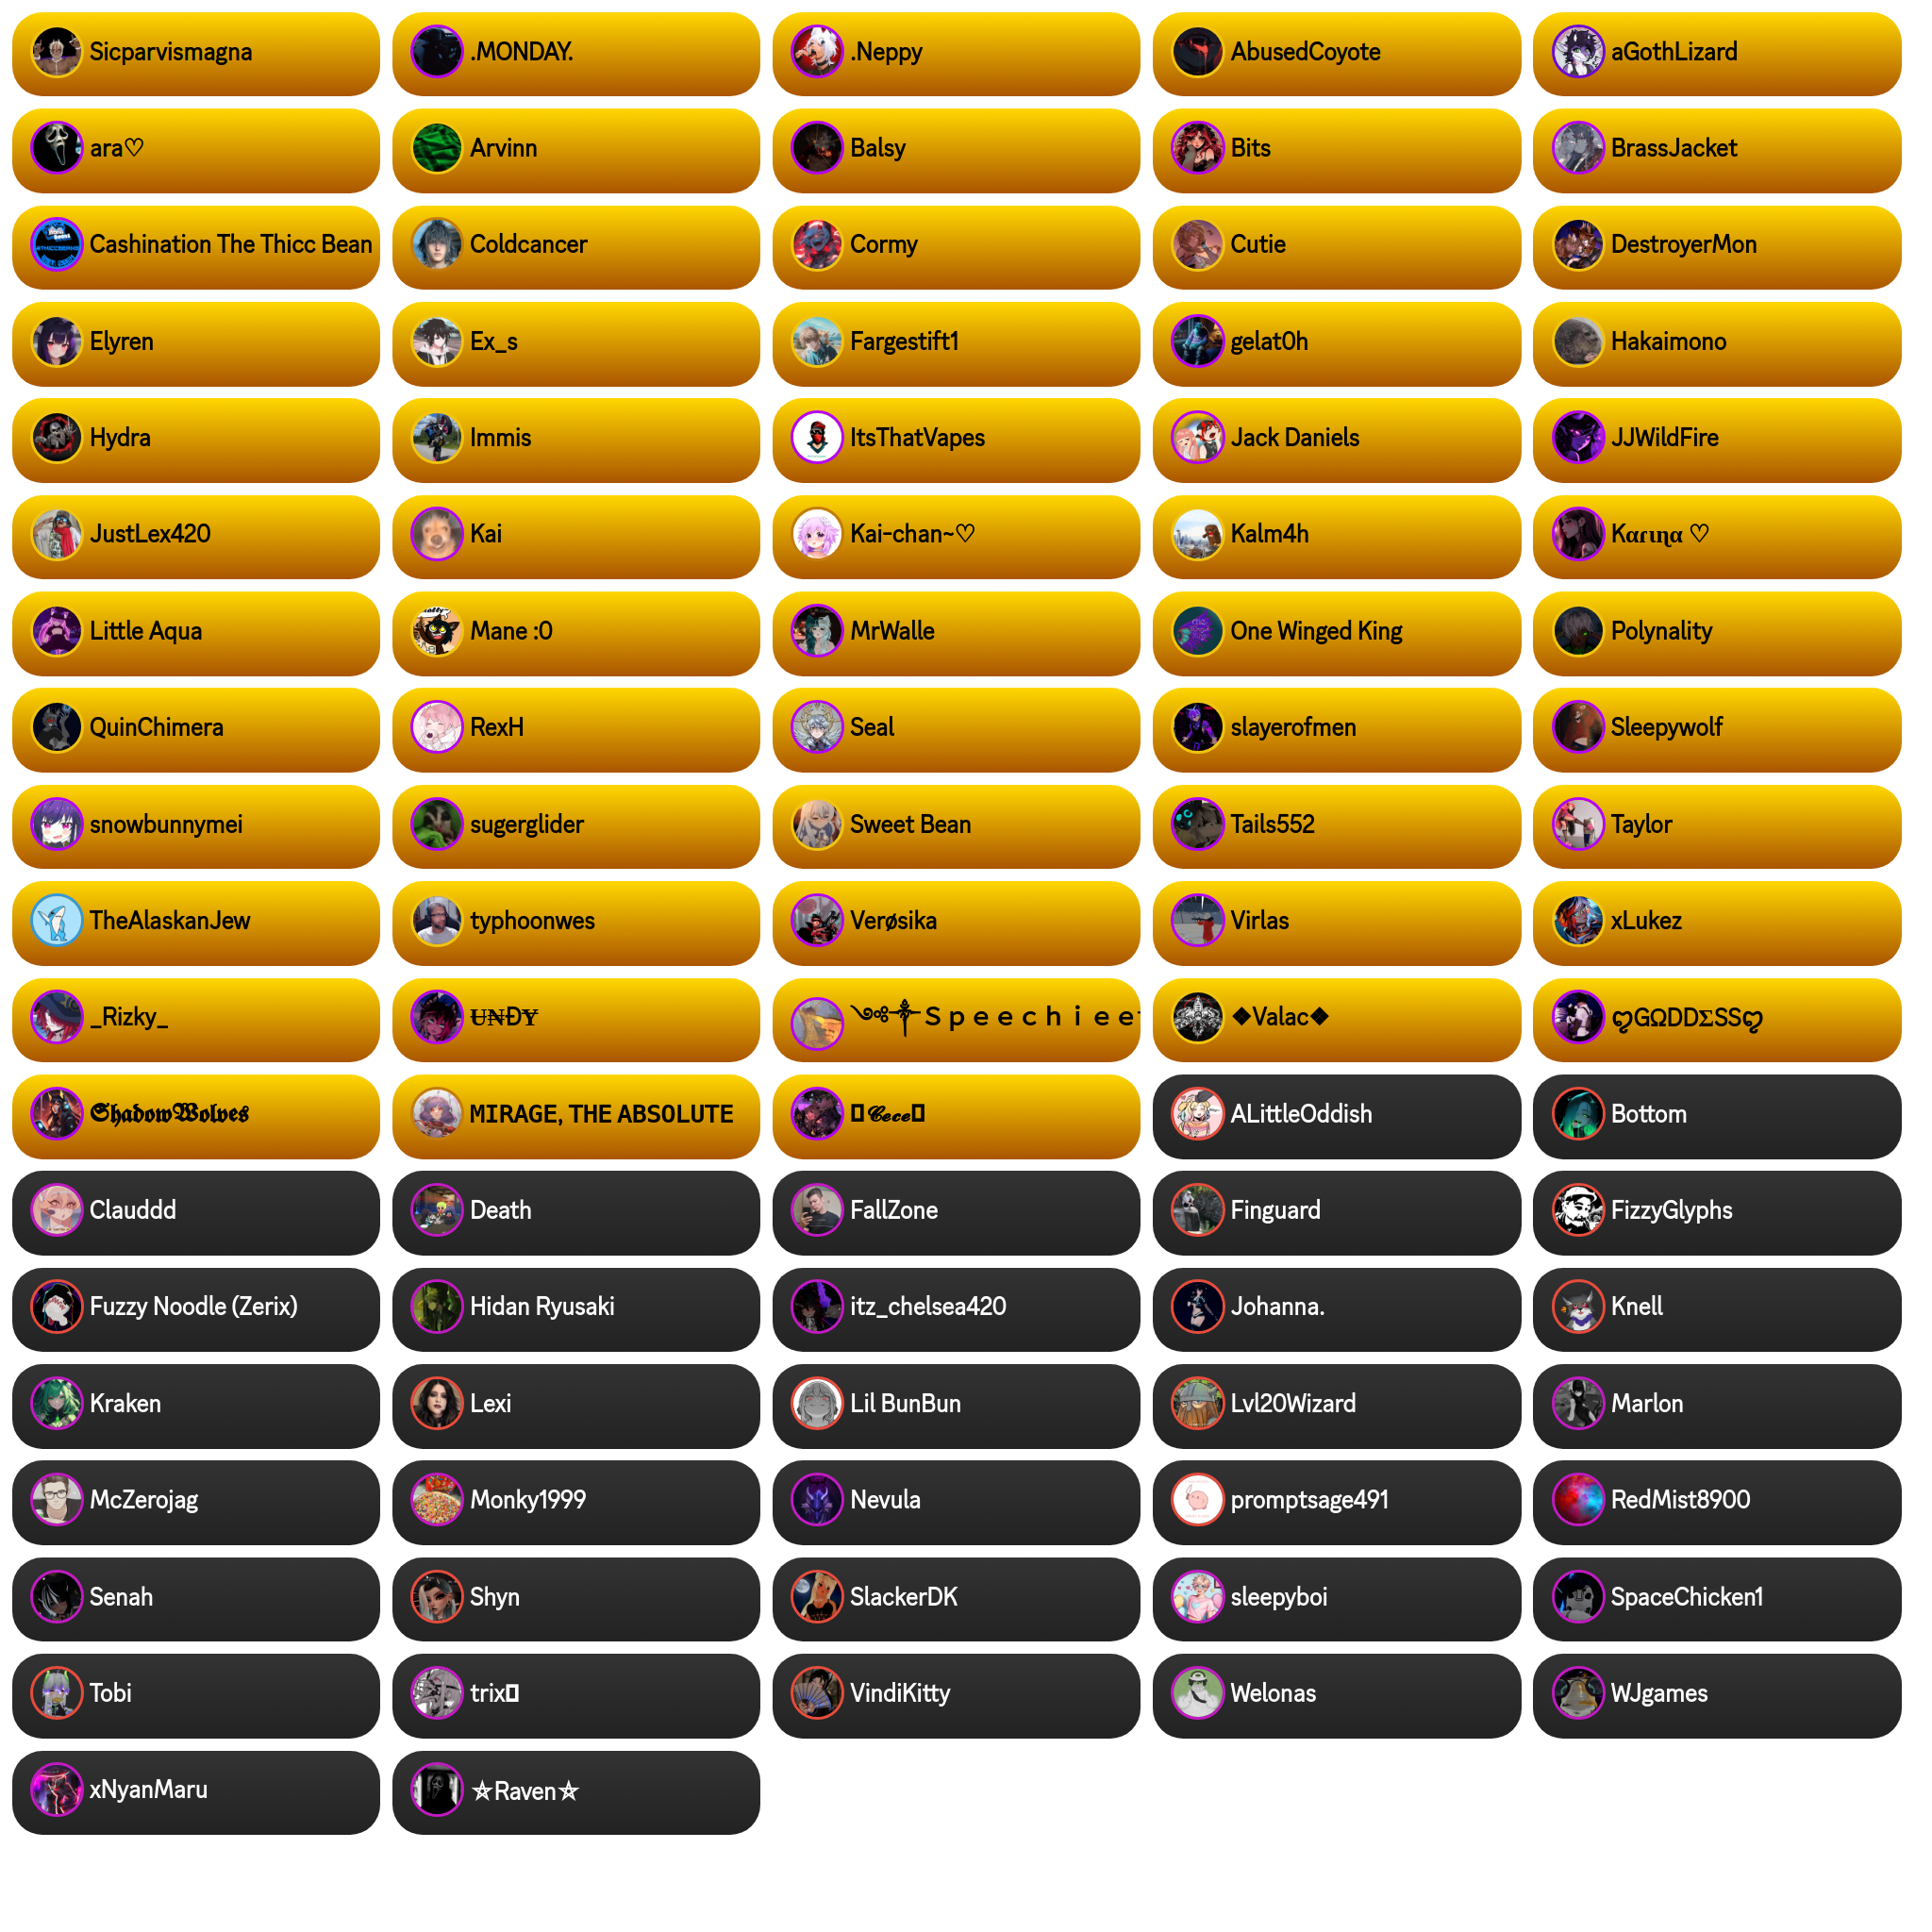 Sicparvismagna
.MONDAY.
.Neppy
AbusedCoyote
aGothLizard
ara♡
Arvinn
Balsy
Bits
BrassJacket
Cashination The Thicc Bean
Coldcancer
Cormy
Cutie
DestroyerMon
Elyren
Ex_s
Fargestift1
gelat0h
Hakaimono
Hydra
Immis
ItsThatVapes
Jack Daniels
JJWildFire
JustLex420
Kai
Kai-chan~♡
Kalm4h
Kαɾιɳα ♡
Little Aqua
Mane :0
MrWalle
One Winged King
Polynality
QuinChimera
RexH
Seal
slayerofmen
Sleepywolf
snowbunnymei
sugerglider
Sweet Bean
Tails552
Taylor
TheAlaskanJew
typhoonwes
Verøsika
Virlas
xLukez
_Rizky_
U̶N̶ĐY̶
༺༒Ｓｐｅｅｃｈｉｅｅ
❖Valac❖
ღGΩDDΣSSღ
𝕾𝖍𝖆𝖉𝖔𝖜𝖂𝖔𝖑𝖛𝖊𝖘
MIRAGE, THE ABSOLUTE
𝓒𝓮𝓬𝓮
ALittleOddish
Bottom
Clauddd
Death
FallZone
Finguard
FizzyGlyphs
Fuzzy Noodle (Zerix)
Hidan Ryusaki
itz_chelsea420
Johanna.
Knell
Kraken
Lexi
Lil BunBun
Lvl20Wizard
Marlon
McZerojag
Monky1999
Nevula
promptsage491
RedMist8900
Senah
Shyn
SlackerDK
sleepyboi
SpaceChicken1
Tobi
trix
VindiKitty
Welonas
WJgames
xNyanMaru
⛤Raven⛤